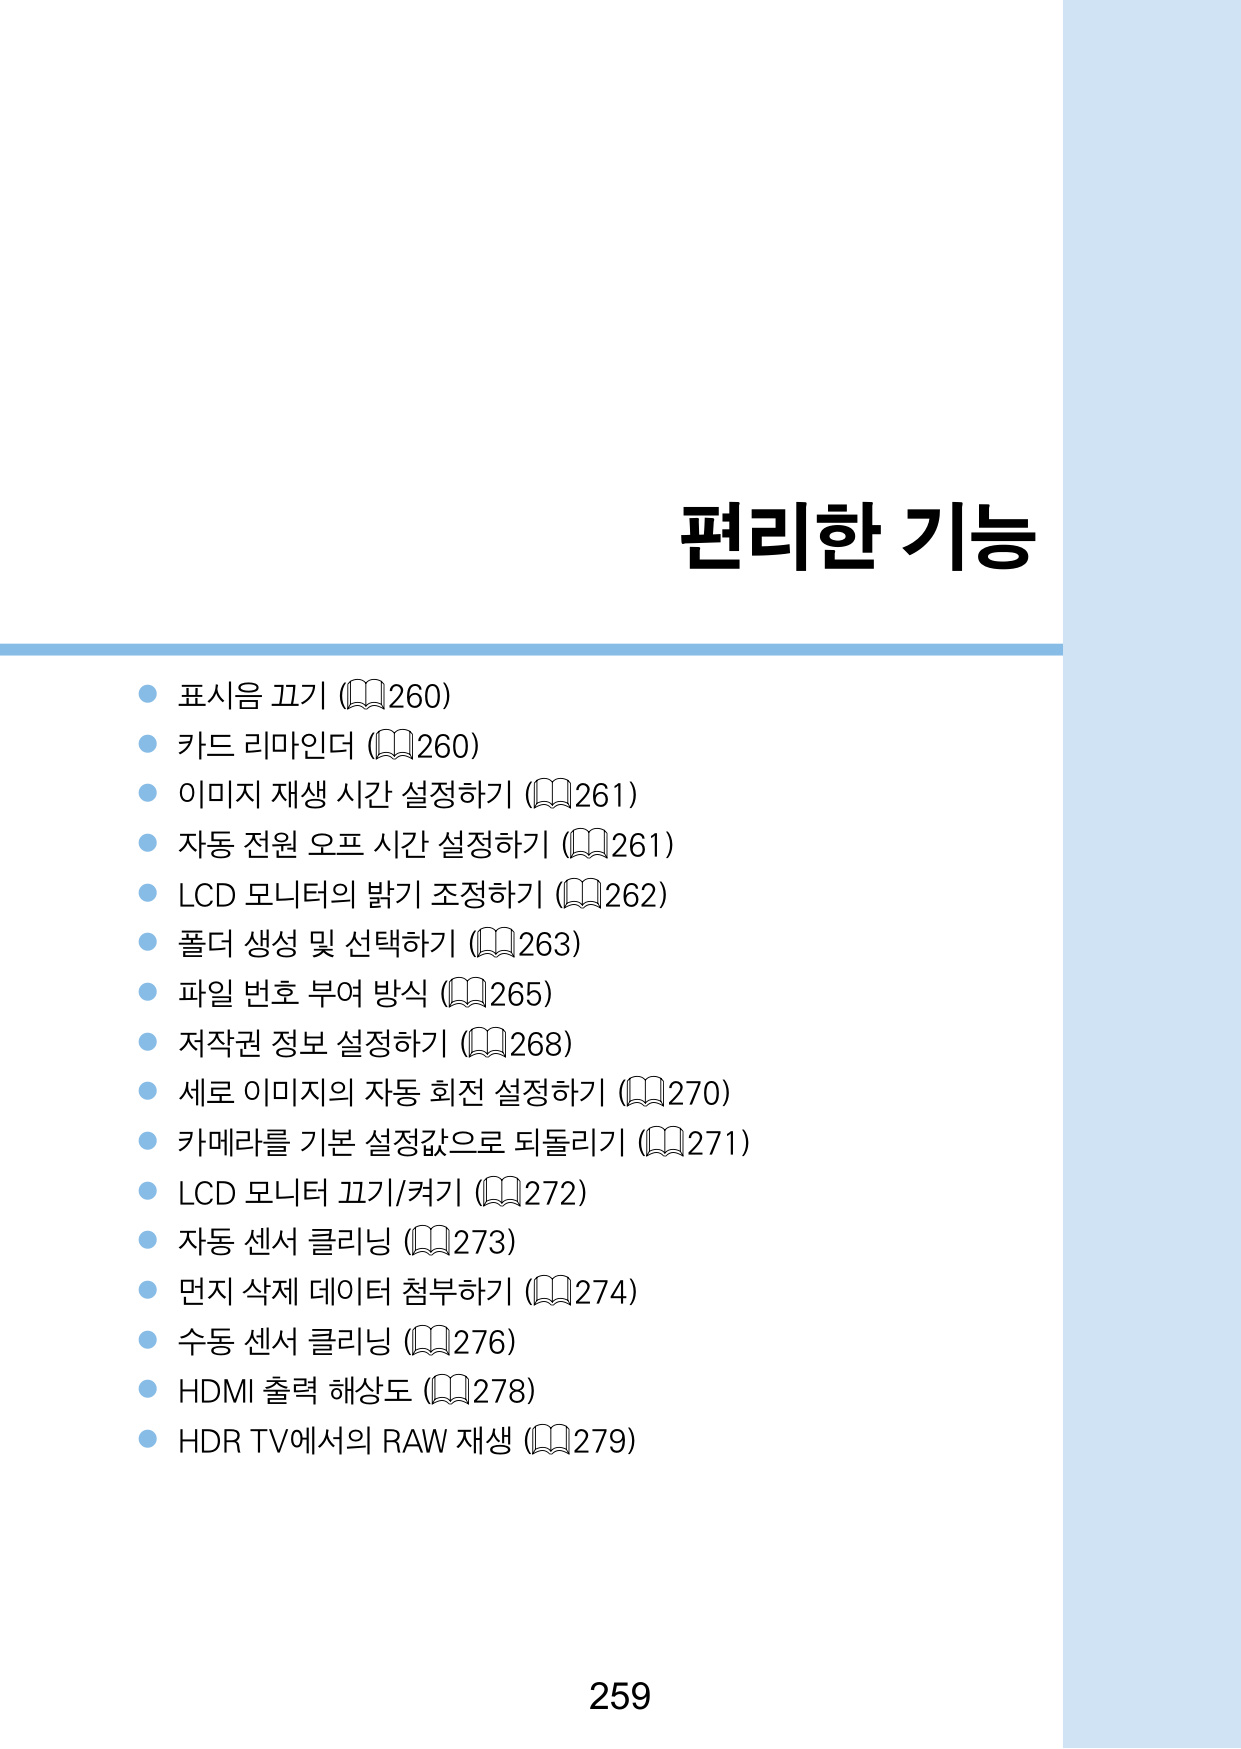 편리한 기능
● 표시음 끄기 (📖260)
● 카드 리마인더 (📖260)
● 이미지 재생 시간 설정하기 (📖261)
● 자동 전원 오프 시간 설정하기 (📖261)
● LCD 모니터의 밝기 조정하기 (📖262)
● 폴더 생성 및 선택하기 (📖263)
● 파일 번호 부여 방식 (📖265)
● 저작권 정보 설정하기 (📖268)
● 세로 이미지의 자동 회전 설정하기 (📖270)
● 카메라를 기본 설정값으로 되돌리기 (📖271)
● LCD 모니터 끄기/켜기 (📖272)
● 자동 센서 클리닝 (📖273)
● 먼지 삭제 데이터 첨부하기 (📖274)
● 수동 센서 클리닝 (📖276)
● HDMI 출력 해상도 (📖278)
● HDR TV에서의 RAW 재생 (📖279)
259